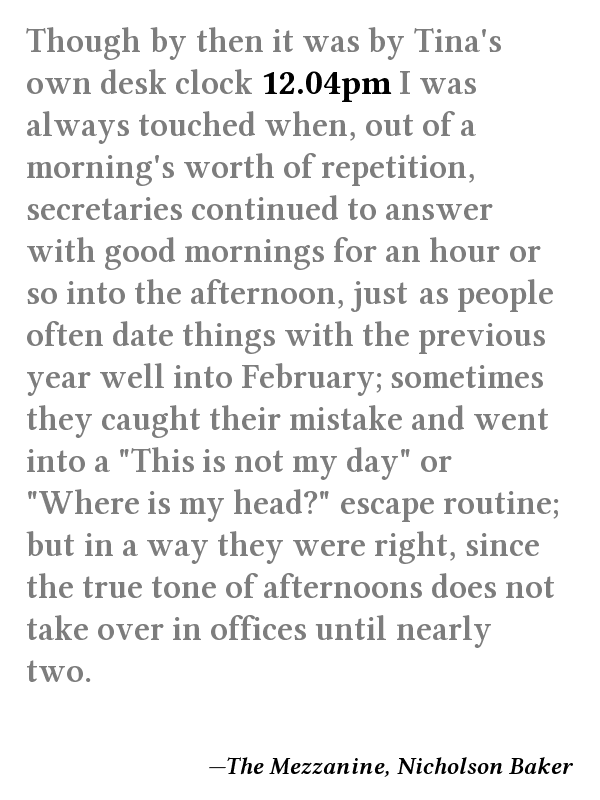 Though by then it was by Tina's
own desk clock 12.04pm I was
always touched when, out of a
morning's worth of repetition,
secretaries continued to answer
with good mornings for an hour or
so into the afternoon, just as people
often date things with the previous
year well into February; sometimes
they caught their mistake and went
into a "This is not my day" or
"Where is my head?" escape routine;
but in a way they were right, since
the true tone of afternoons does not
take over in offices until nearly
two.
—The Mezzanine, Nicholson Baker